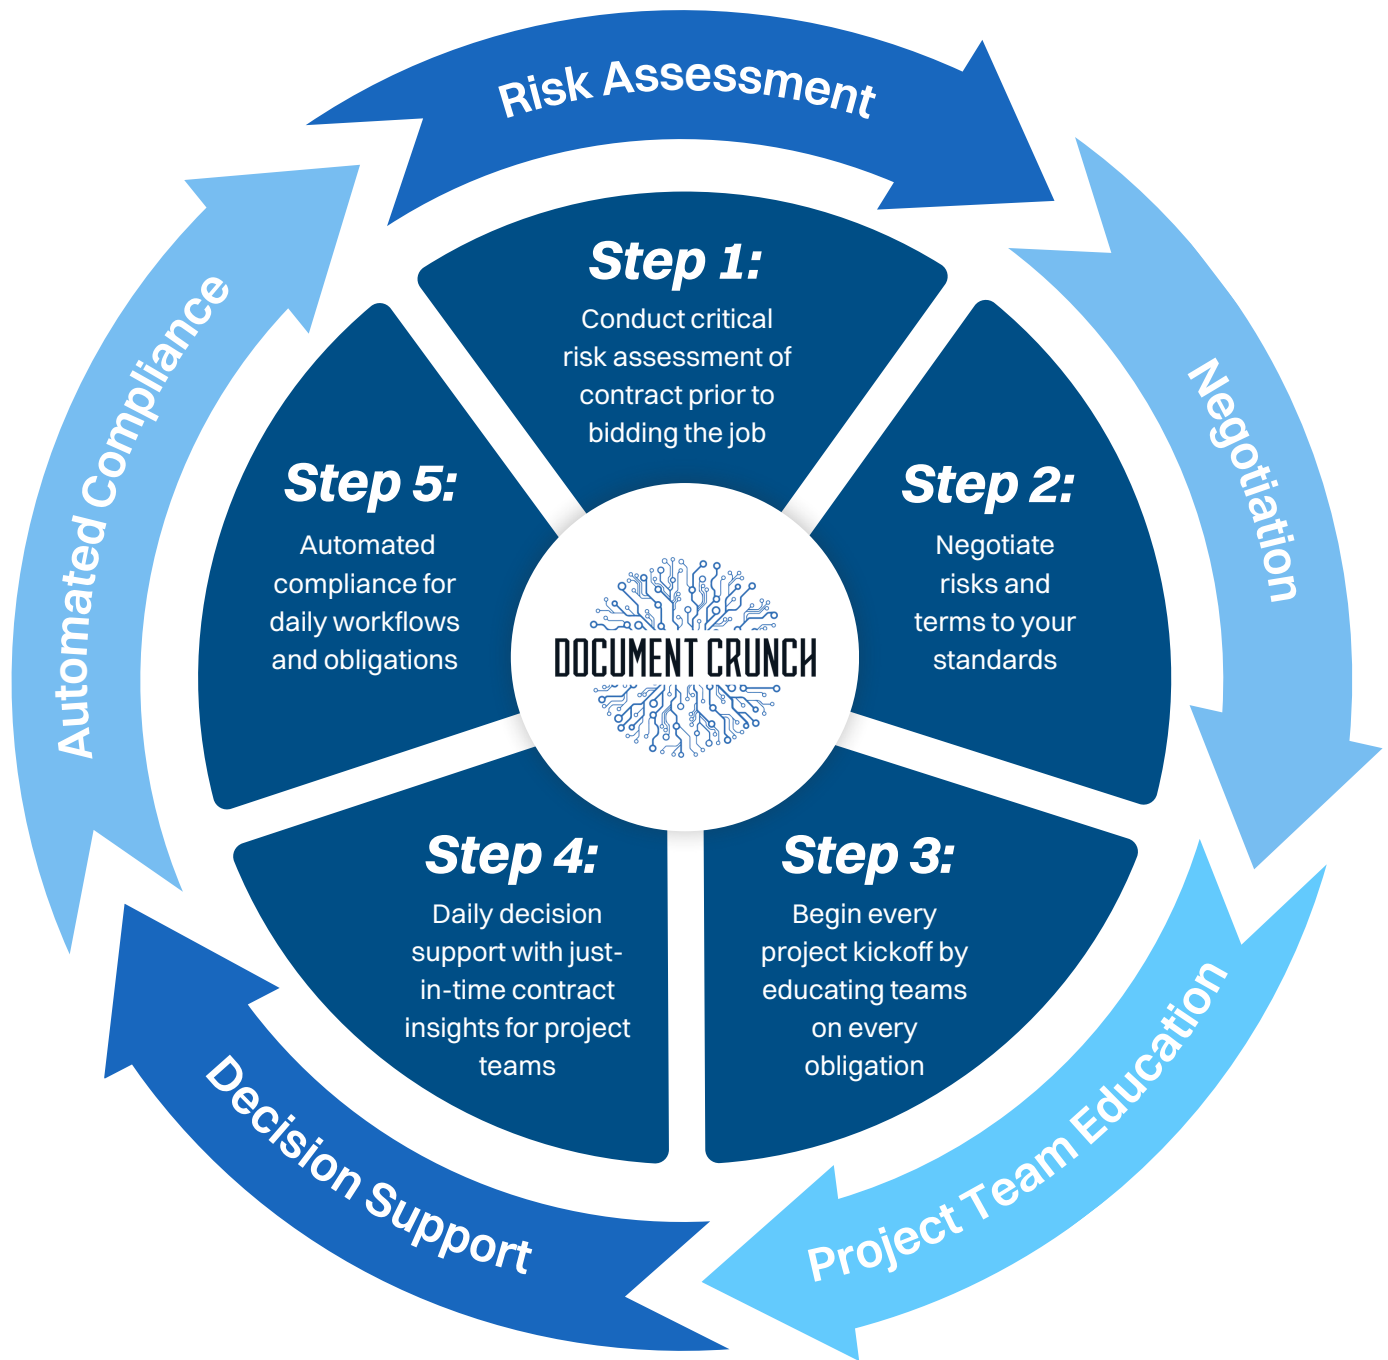 Risk Assessment
Step 1:
Conduct critical
risk assessment of
contract prior to
bidding the job
Negotiation
Step 2:
Negotiate
risks and
terms to your
standards
Project Team Education
Step 3:
Begin every
project kickoff by
educating teams
on every
obligation
Decision Support
Step 4:
Daily decision
support with just-
in-time contract
insights for project
teams
Automated Compliance
Step 5:
Automated
compliance for
daily workflows
and obligations
DOCUMENT CRUNCH